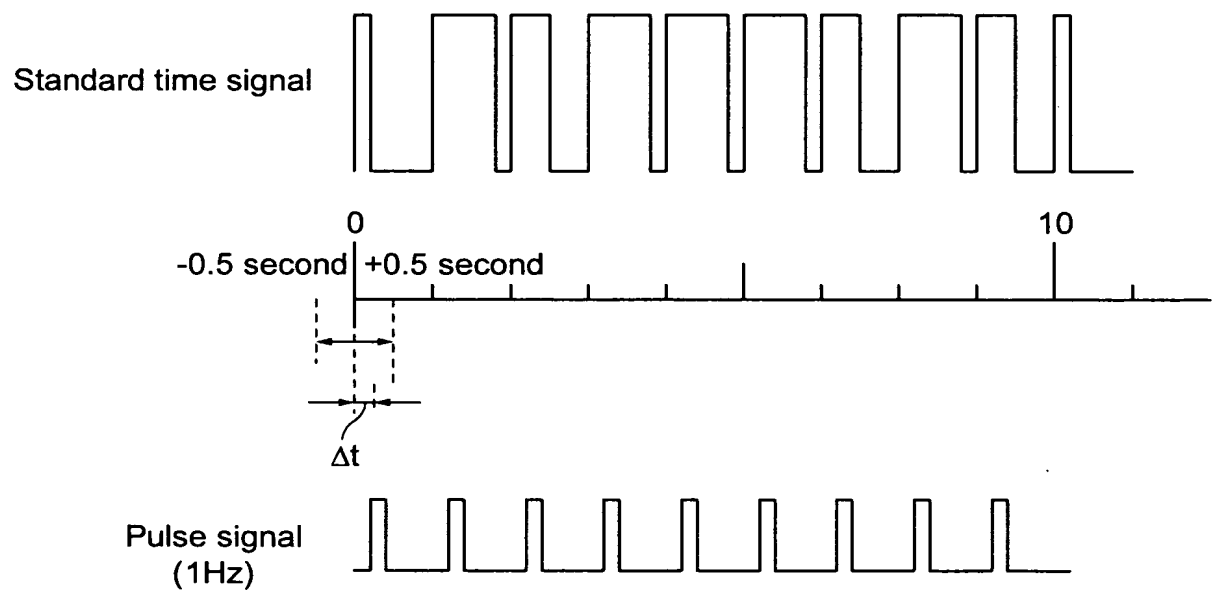 Standard time signal
0
10
-0.5 second
+0.5 second
Δt
Pulse signal
(1Hz)